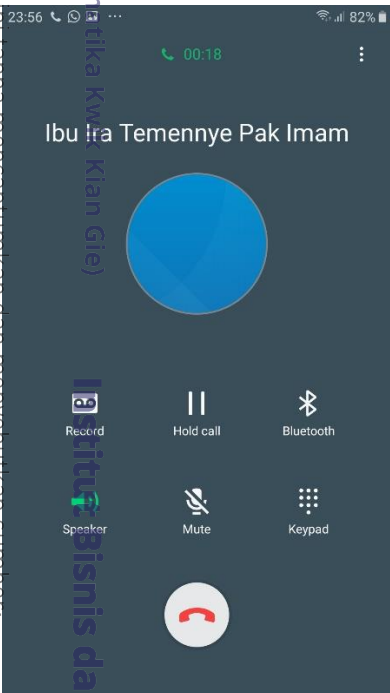 23:56 ... 82%
00:18
Ibu Ira Temennye Pak Imam
Record Hold call Bluetooth
Speaker Mute Keypad
Institut Bisnis da
matika Kwik Kian Gie)